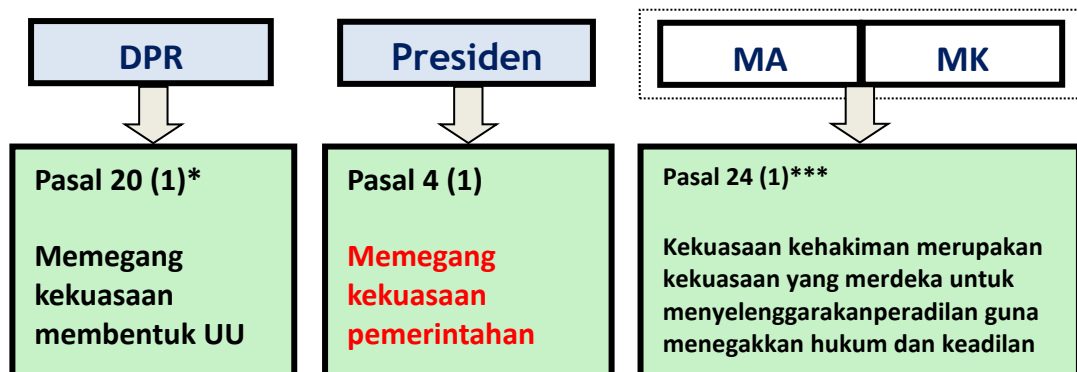 DPR
Presiden
MA
MK
Pasal 20 (1)*
Memegang
kekuasaan
membentuk UU
Pasal 4 (1)
Memegang
kekuasaan
pemerintahan
Pasal 24 (1)***
Kekuasaan kehakiman merupakan
kekuasaan yang merdeka untuk
menyelenggarakanperadilan guna
menegakkan hukum dan keadilan